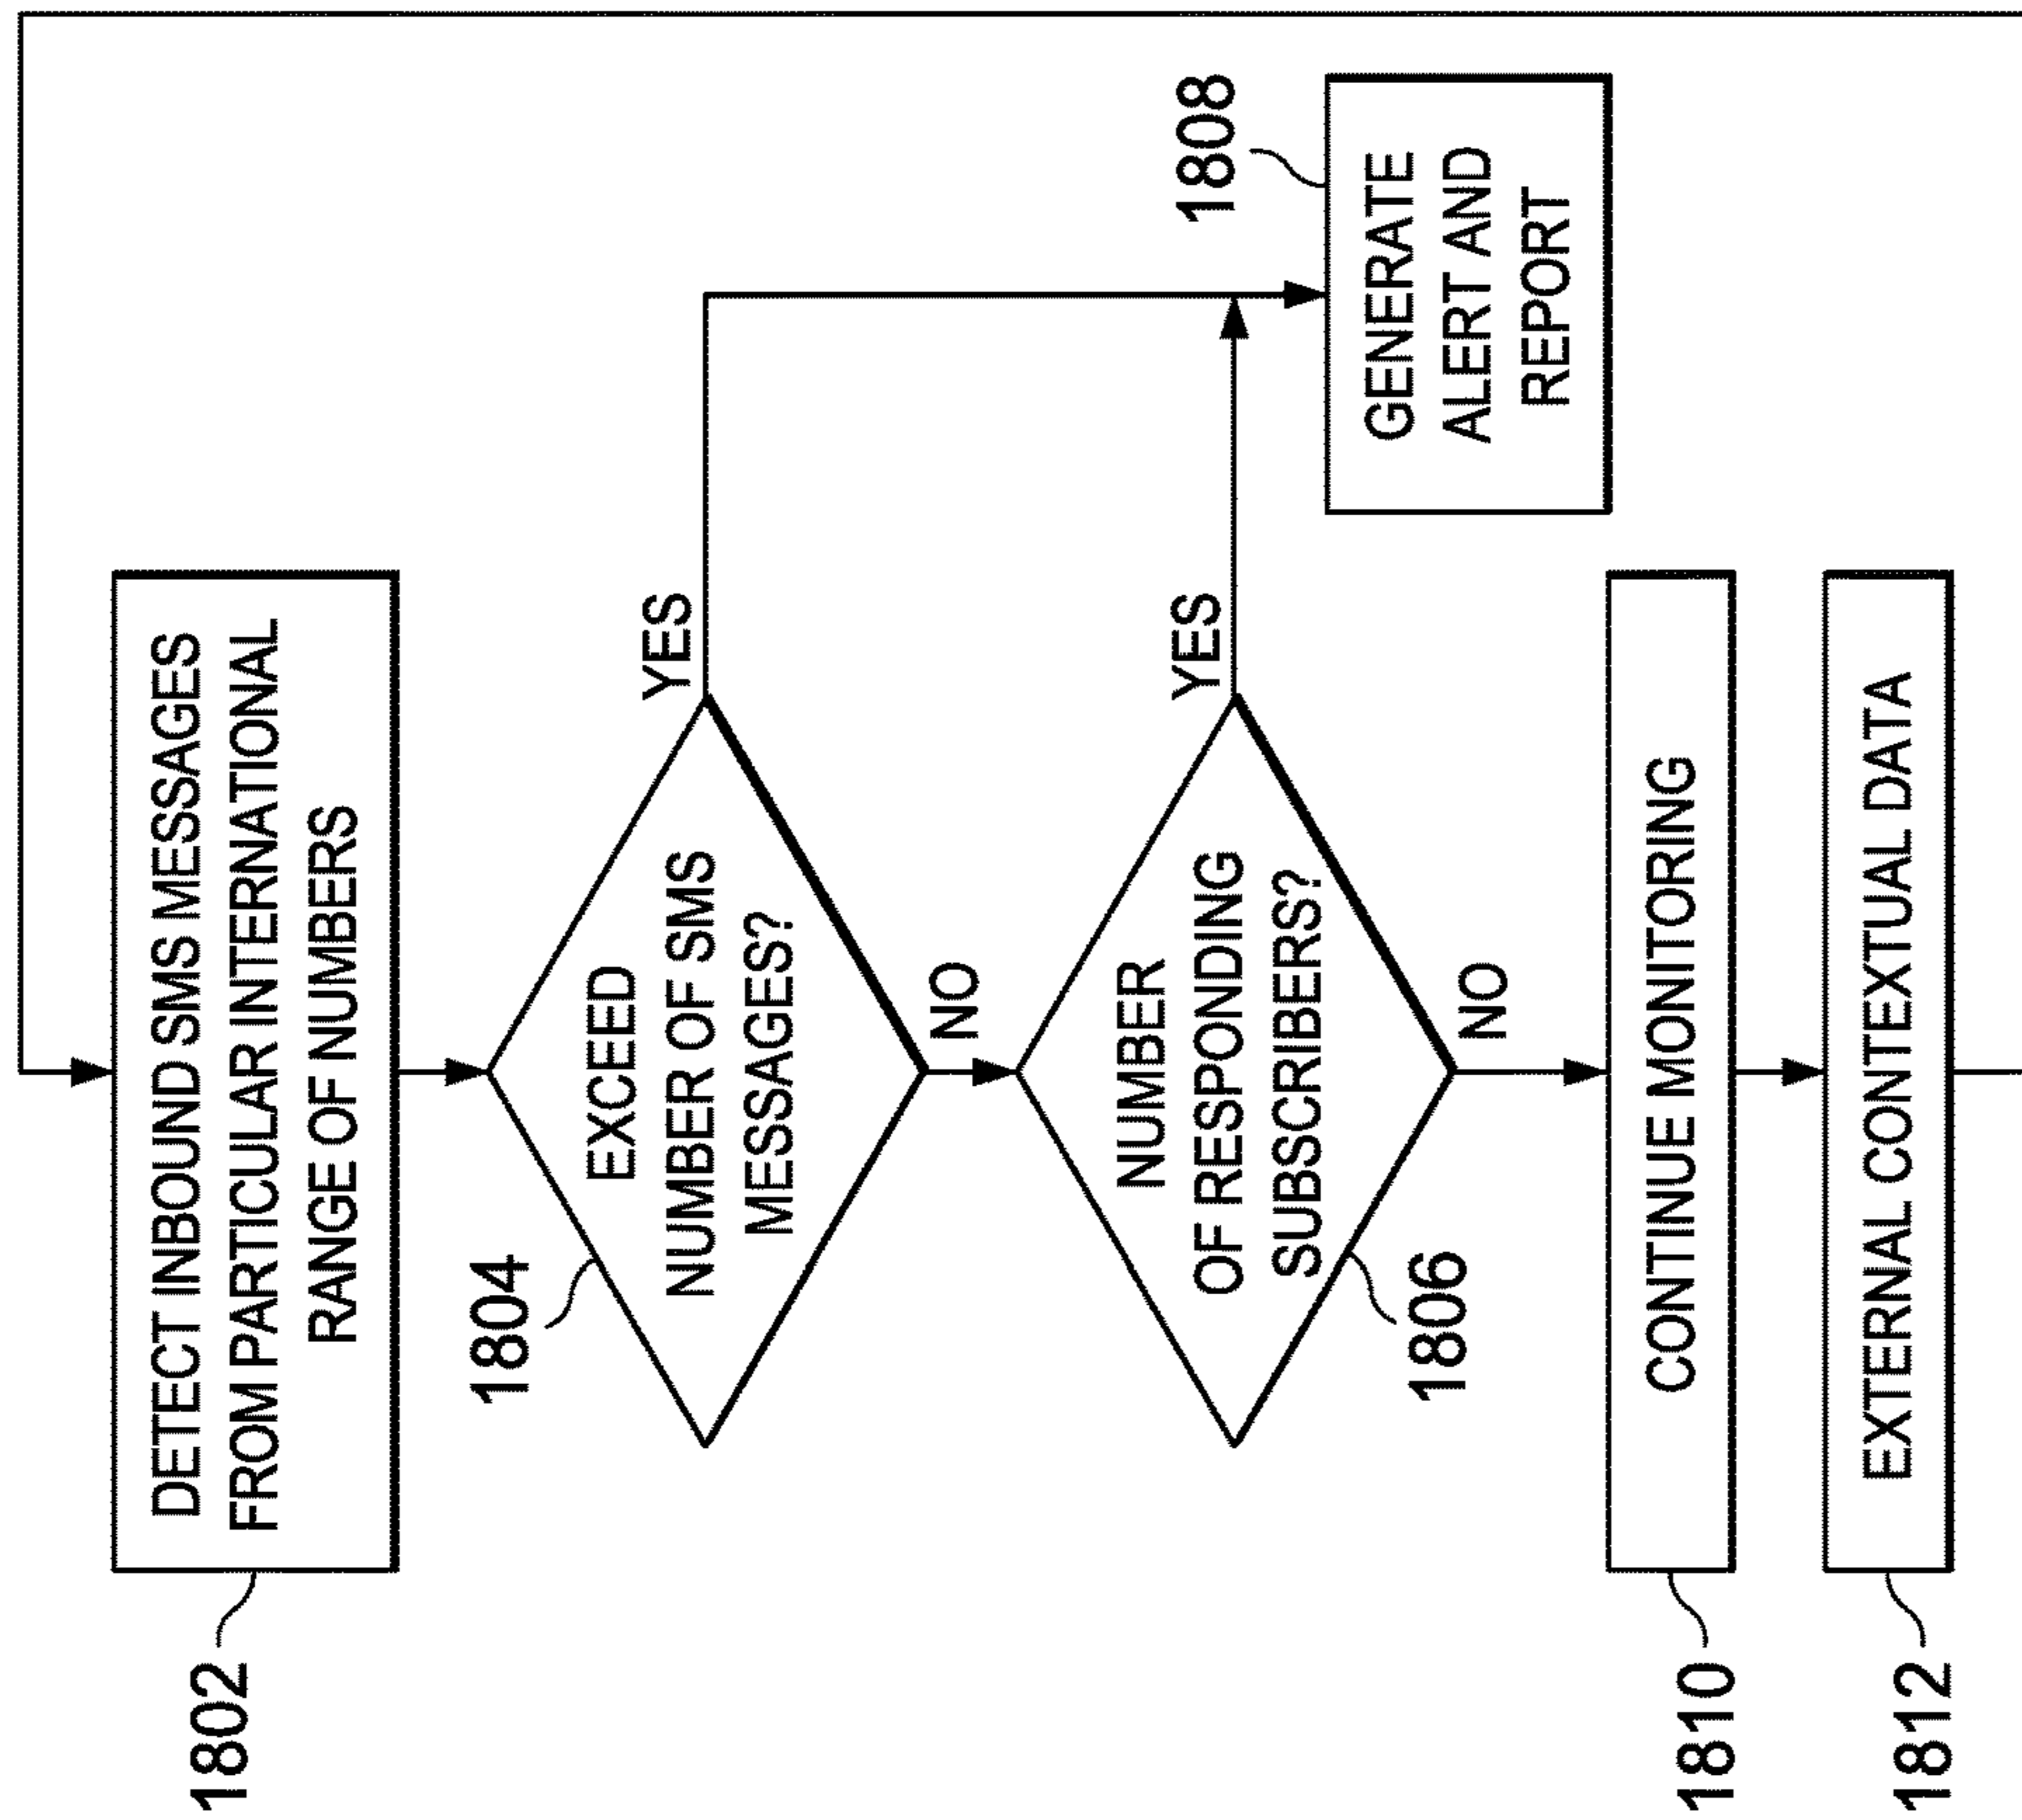 1802
DETECT INBOUND SMS MESSAGES
FROM PARTICULAR INTERNATIONAL
RANGE OF NUMBERS
1804
EXCEED
NUMBER OF SMS
MESSAGES?
YES
NO
1806
NUMBER
OF RESPONDING
SUBSCRIBERS?
YES
NO
1808
GENERATE
ALERT AND
REPORT
1810
CONTINUE MONITORING
1812
EXTERNAL CONTEXTUAL DATA